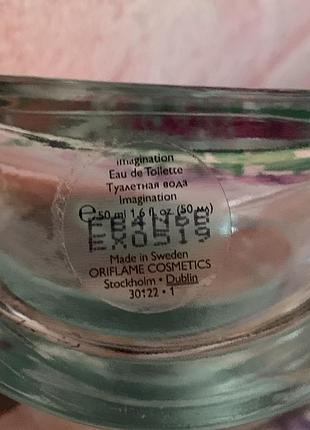 Imagination
Eau de Toilette
Туалетная вода
Imagination
℮50 ml 1.6 fl. oz. (50 мл)
Made in Sweden
ORIFLAME COSMETICS
Stockholm • Dublin
30122 • 1